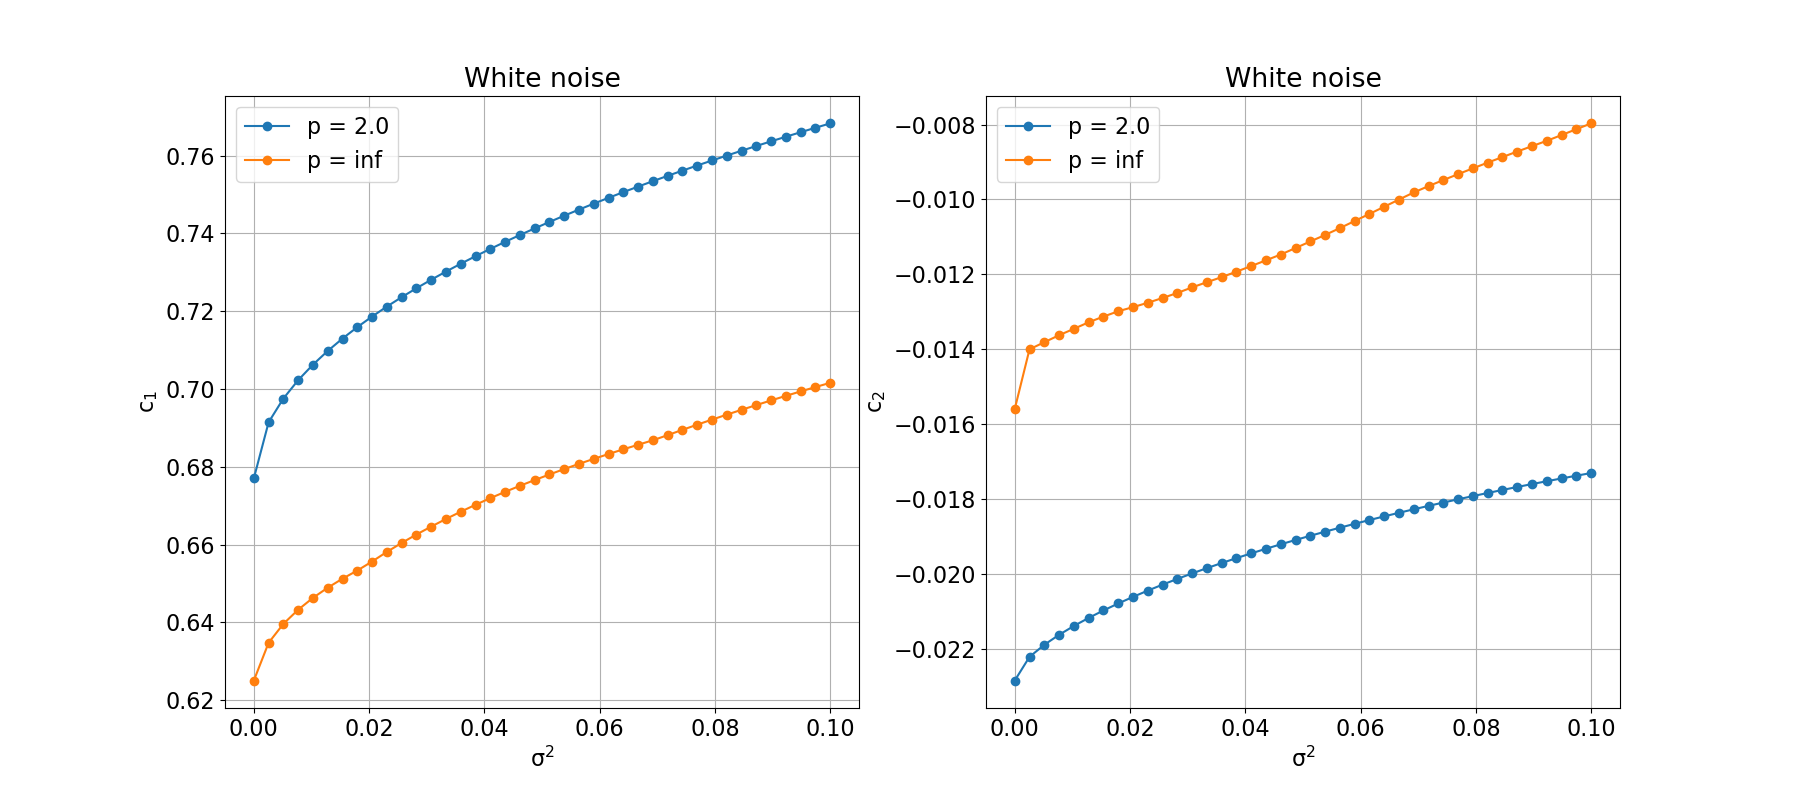 White noise
p = 2.0
p = inf
0.76
0.74
0.72
0.70
0.68
0.66
0.64
0.62
c₁
0.00 0.02 0.04 0.06 0.08 0.10
σ²
White noise
p = 2.0
p = inf
−0.008
−0.010
−0.012
−0.014
−0.016
−0.018
−0.020
−0.022
c₂
0.00 0.02 0.04 0.06 0.08 0.10
σ²